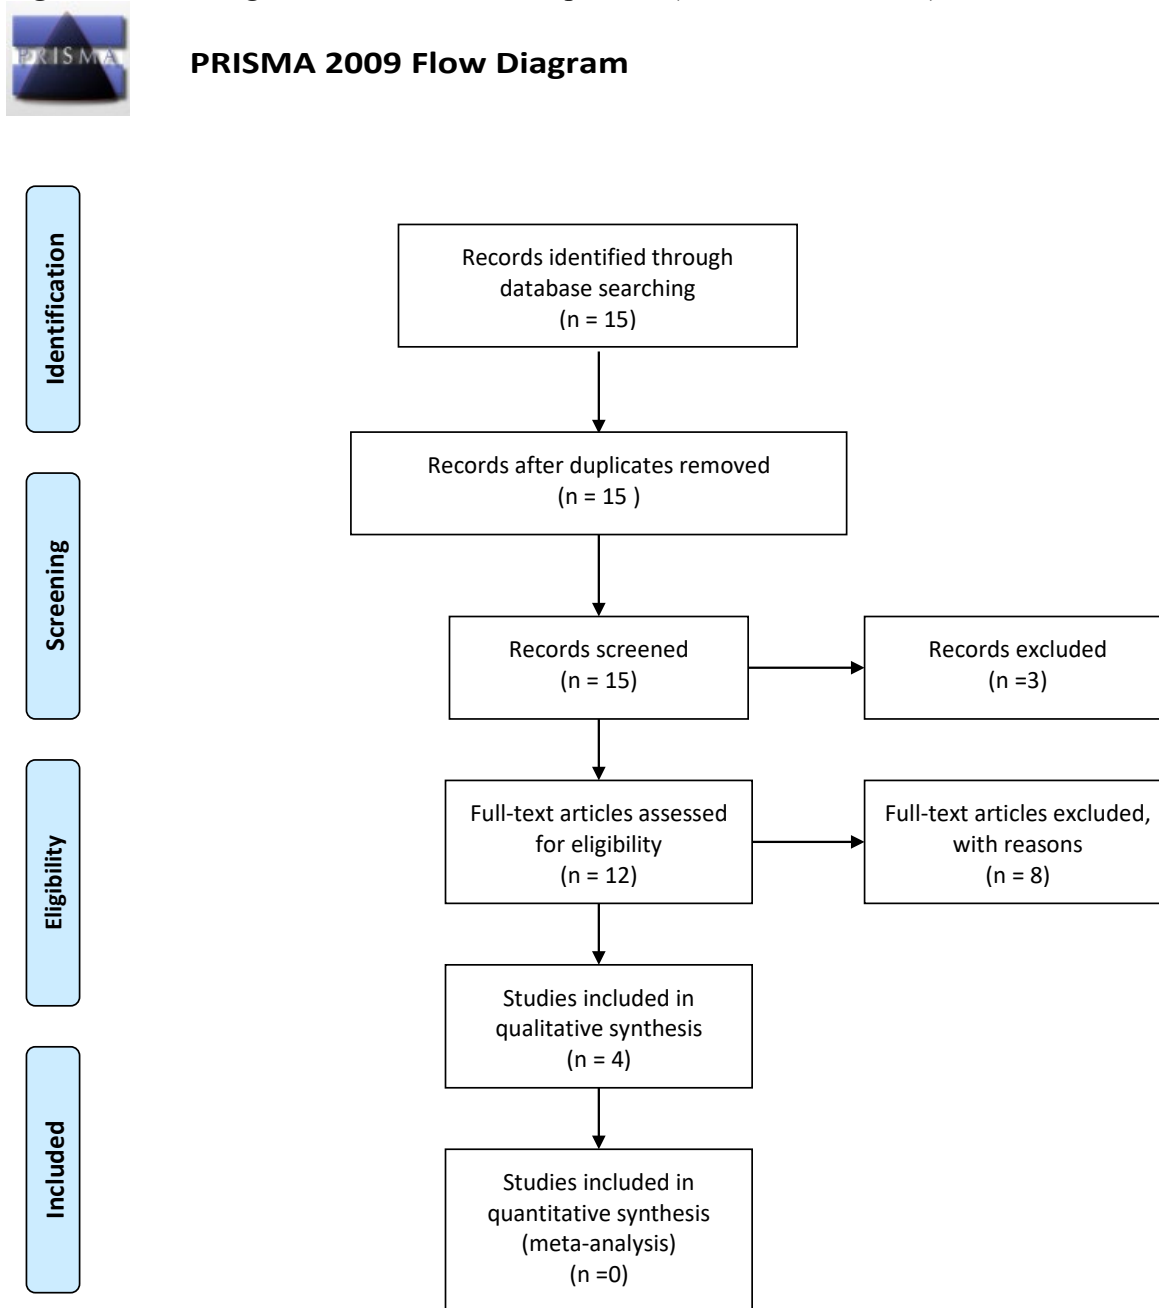 PRISMA
PRISMA 2009 Flow Diagram
Identification
Records identified through
database searching
(n = 15)
Records after duplicates removed
(n = 15 )
Screening
Records screened
(n = 15)
Records excluded
(n =3)
Eligibility
Full-text articles assessed
for eligibility
(n = 12)
Full-text articles excluded,
with reasons
(n = 8)
Studies included in
qualitative synthesis
(n = 4)
Included
Studies included in
quantitative synthesis
(meta-analysis)
(n =0)